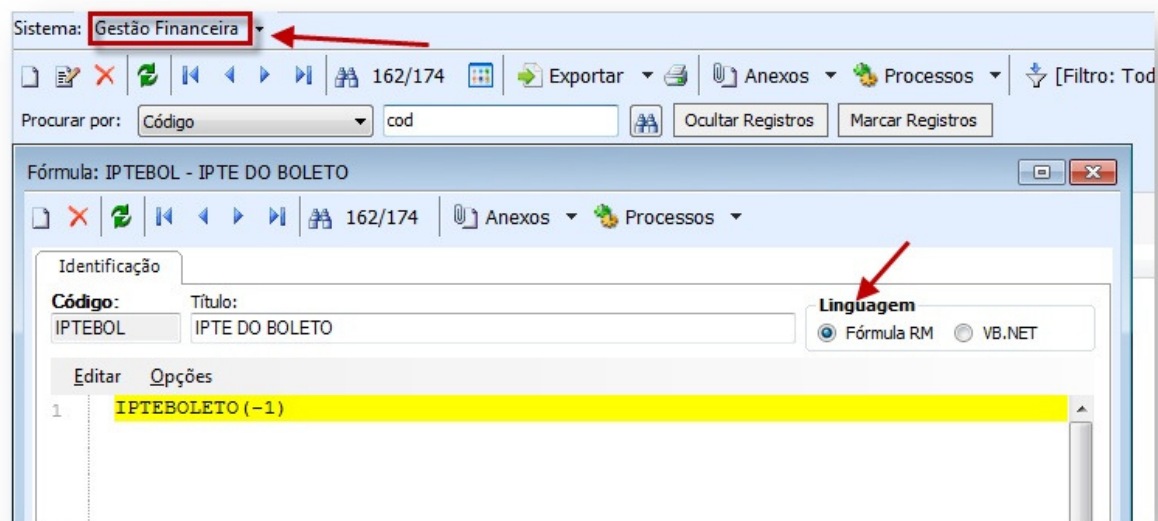 Sistema: Gestão Financeira
162/174 Exportar Anexos Processos [Filtro: Tod
Procurar por: Código cod Ocultar Registros Marcar Registros
Fórmula: IPTEBOL - IPTE DO BOLETO
162/174 Anexos Processos
Identificação
Código: Título: Linguagem
IPTEBOL IPTE DO BOLETO Fórmula RM VB.NET
Editar Opções
1 IPTEBOLETO(-1)